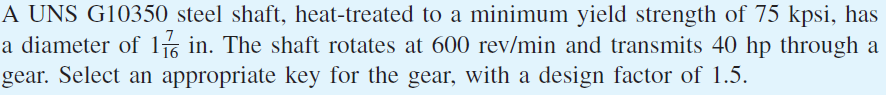 A UNS G10350 steel shaft, heat-treated to a minimum yield strength of 75 kpsi, has
a diameter of 1 7/16 in. The shaft rotates at 600 rev/min and transmits 40 hp through a
gear. Select an appropriate key for the gear, with a design factor of 1.5.